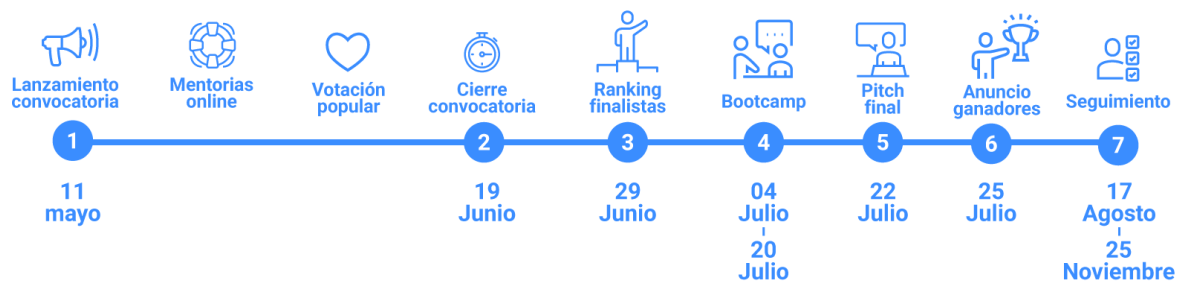 Lanzamiento
convocatoria
Mentorias
online
Votación
popular
Cierre
convocatoria
Ranking
finalistas
Bootcamp
Pitch
final
Anuncio
ganadores
Seguimiento
1
2
3
4
5
6
7
11
mayo
19
Junio
29
Junio
04
Julio
-
20
Julio
22
Julio
25
Julio
17
Agosto
-
25
Noviembre